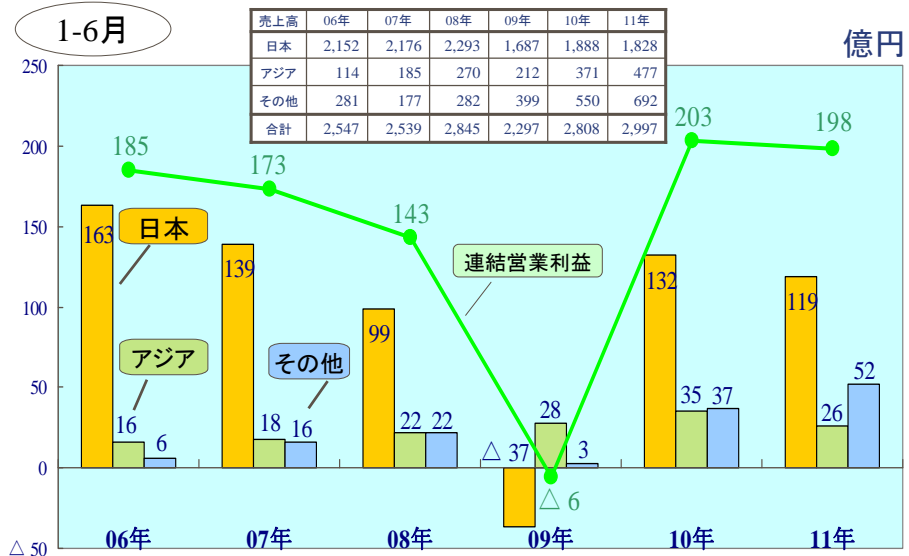 1-6月
売上高 06年 07年 08年 09年 10年 11年
日本 2,152 2,176 2,293 1,687 1,888 1,828
アジア 114 185 270 212 371 477
その他 281 177 282 399 550 692
合計 2,547 2,539 2,845 2,297 2,808 2,997
億円
250
200
150
100
50
0
△ 50
185
173
143
△ 6
203
198
日本
アジア
その他
連結営業利益
163
16
6
139
18
16
99
22
22
△ 37
28
3
132
35
37
119
26
52
06年 07年 08年 09年 10年 11年